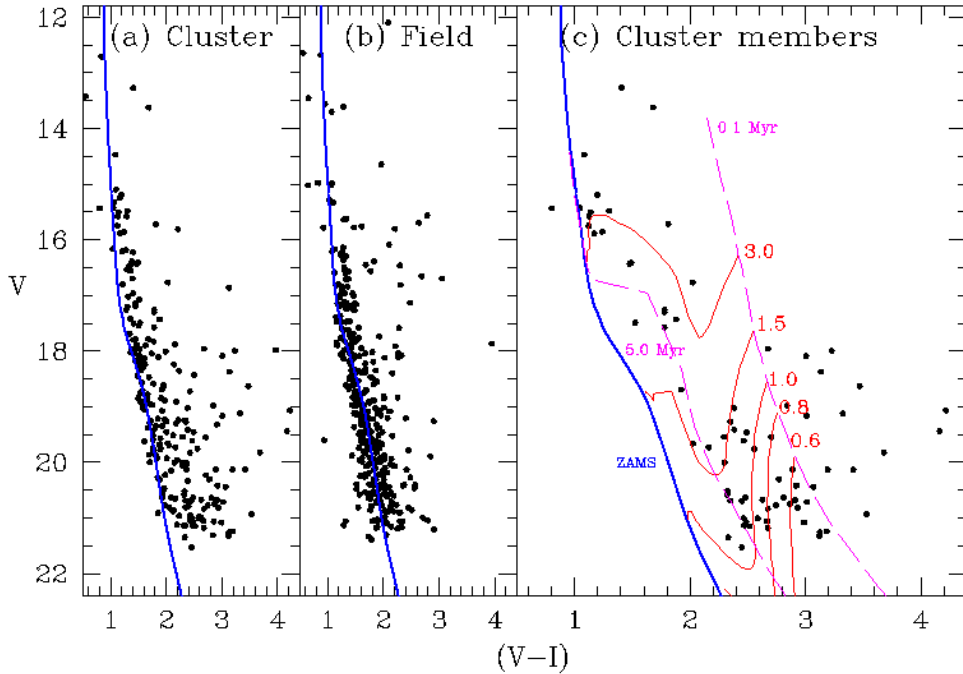 (a) Cluster
(b) Field
(c) Cluster members
12
14
16
18
20
22
V
0.1 Myr
3.0
1.5
5.0 Myr
1.0
0.8
0.6
ZAMS
1 2 3 4
1 2 3 4
1 2 3 4
(V−I)